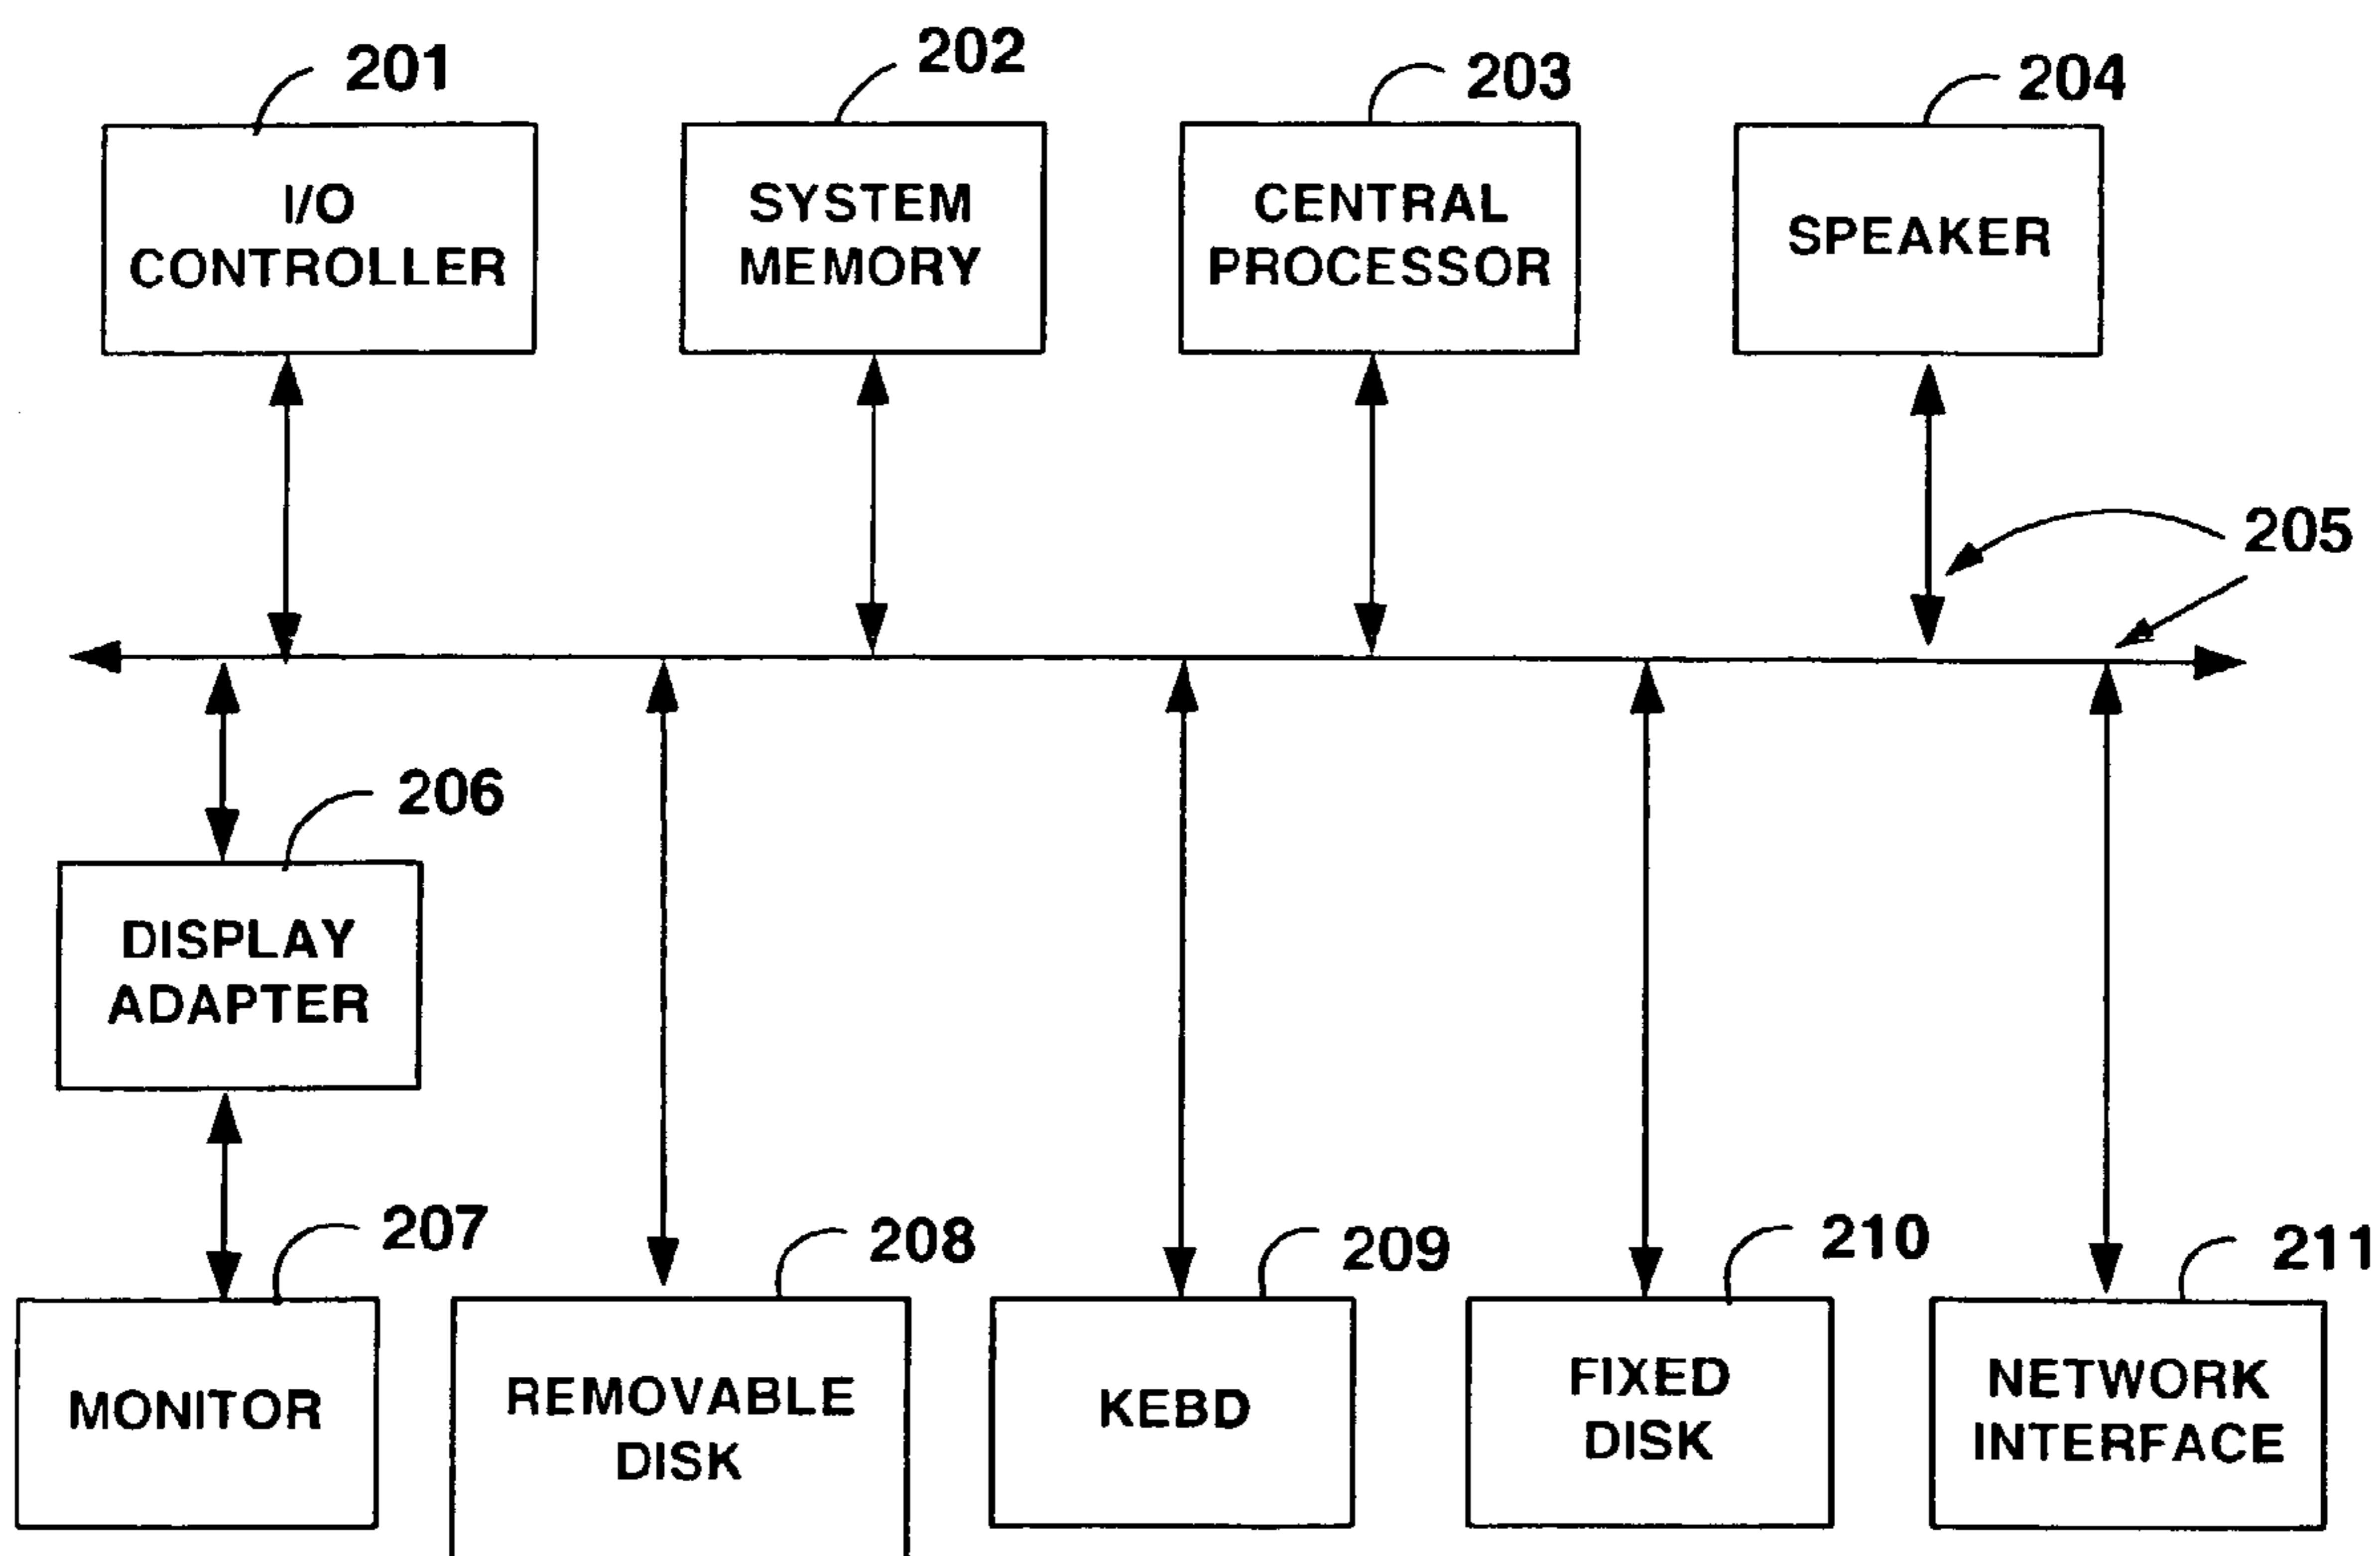 201
202
203
204
I/O
CONTROLLER
SYSTEM
MEMORY
CENTRAL
PROCESSOR
SPEAKER
205
206
DISPLAY
ADAPTER
207
208
209
210
211
MONITOR
REMOVABLE
DISK
KEBD
FIXED
DISK
NETWORK
INTERFACE